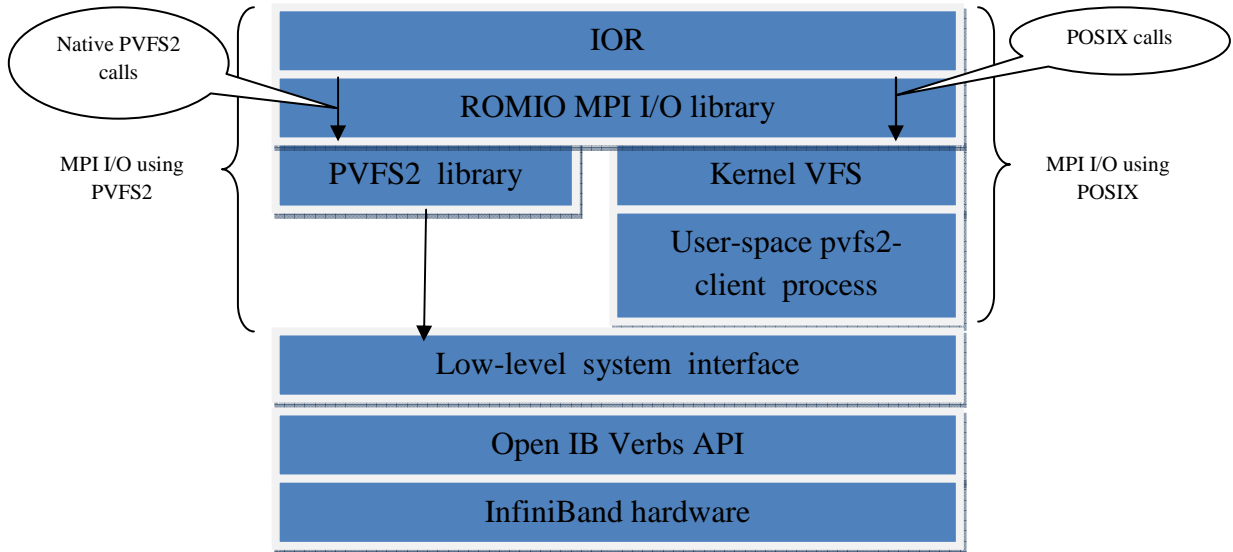 Native PVFS2
calls
IOR
POSIX calls
ROMIO MPI I/O library
MPI I/O using
PVFS2
PVFS2 library
Kernel VFS
MPI I/O using
POSIX
User-space pvfs2-
client process
Low-level system interface
Open IB Verbs API
InfiniBand hardware